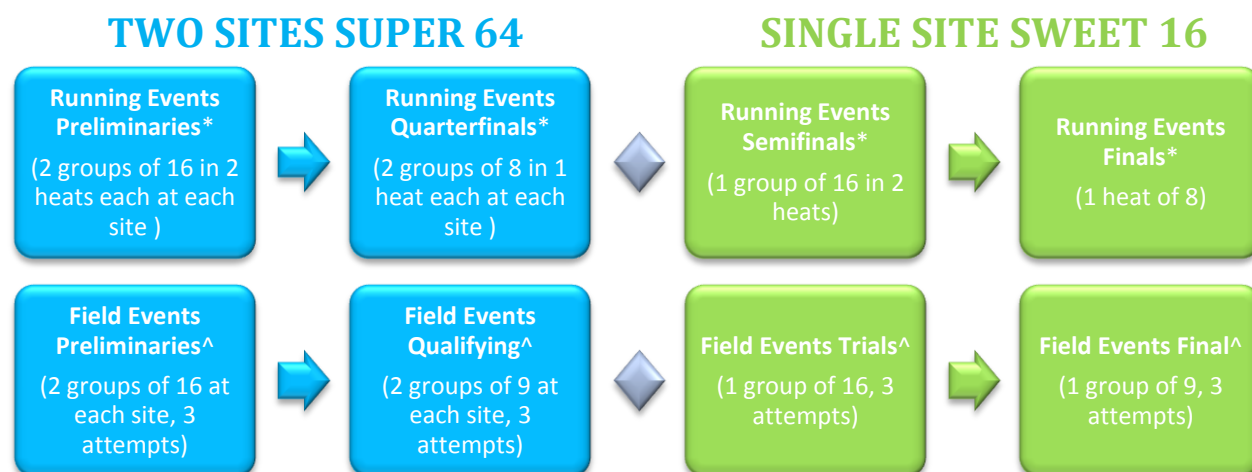 TWO SITES SUPER 64
SINGLE SITE SWEET 16
Running Events
Preliminaries*
(2 groups of 16 in 2
heats each at each
site )
Running Events
Quarterfinals*
(2 groups of 8 in 1
heat each at each
site )
Running Events
Semifinals*
(1 group of 16 in 2
heats)
Running Events
Finals*
(1 heat of 8)
Field Events
Preliminaries^
(2 groups of 16 at
each site, 3
attempts)
Field Events
Qualifying^
(2 groups of 9 at
each site, 3
attempts)
Field Events Trials^
(1 group of 16, 3
attempts)
Field Events Final^
(1 group of 9, 3
attempts)